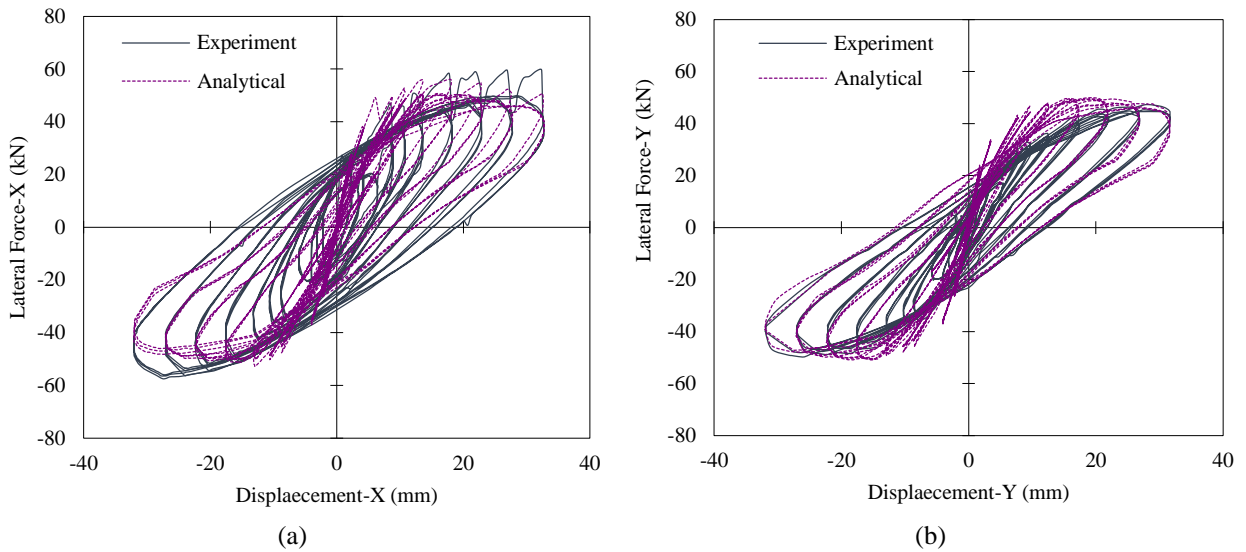 80
60
40
20
0
-20
-40
-60
-80
-40
-20
0
20
40
Lateral Force-X (kN)
Displaecement-X (mm)
Experiment
Analytical
(a)
80
60
40
20
0
-20
-40
-60
-80
-40
-20
0
20
40
Lateral Force-Y (kN)
Displaecement-Y (mm)
Experiment
Analytical
(b)